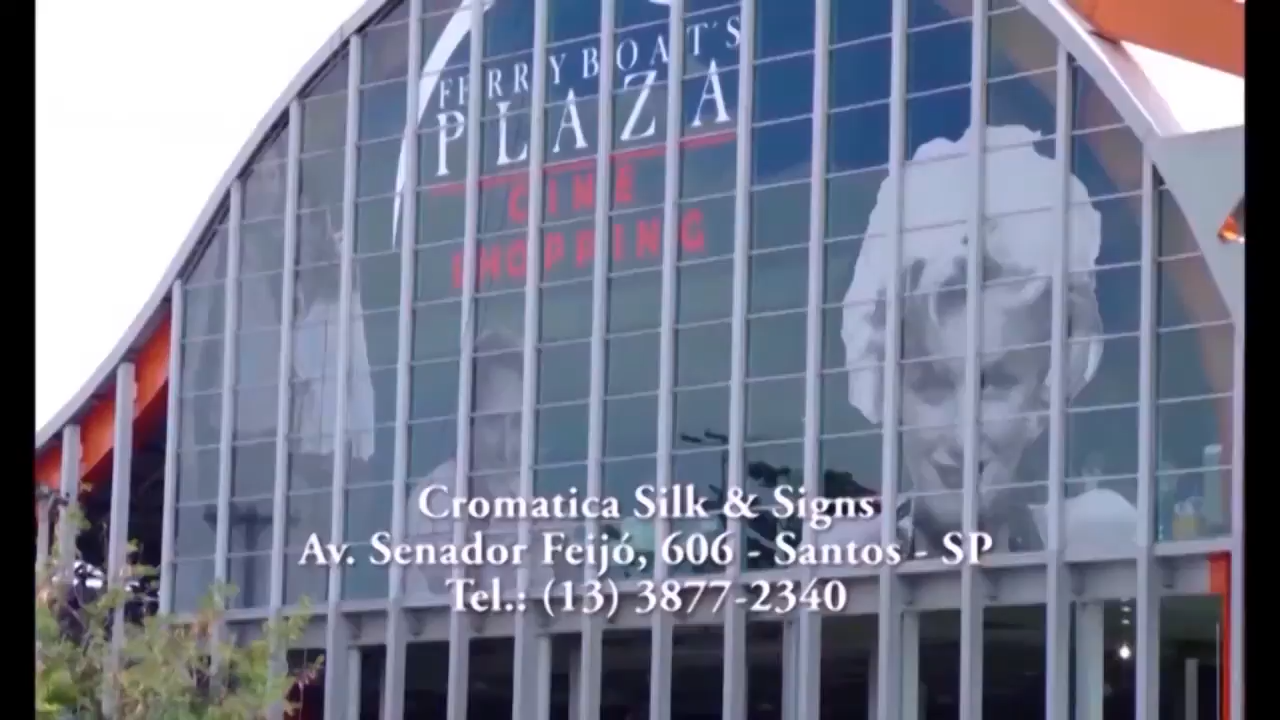 FERRYBOAT'S
PLAZA
CINE
SHOPPING
Cromatica Silk & Signs
Av. Senador Feijó, 606 - Santos - SP
Tel.: (13) 3877-2340